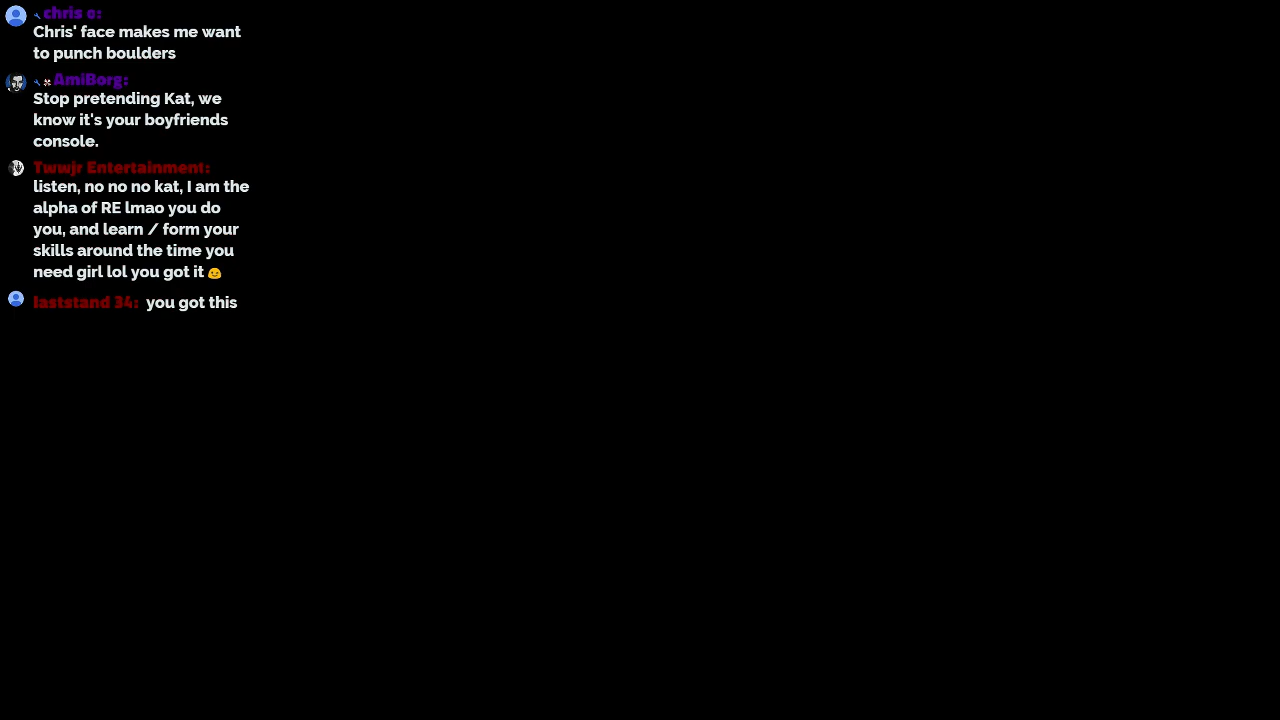 chris o:
Chris' face makes me want
to punch boulders
AmiBorg:
Stop pretending Kat, we
know it's your boyfriends
console.
Twwjr Entertainment:
listen, no no no kat, I am the
alpha of RE lmao you do
you, and learn / form your
skills around the time you
need girl lol you got it 😉
laststand 34: you got this